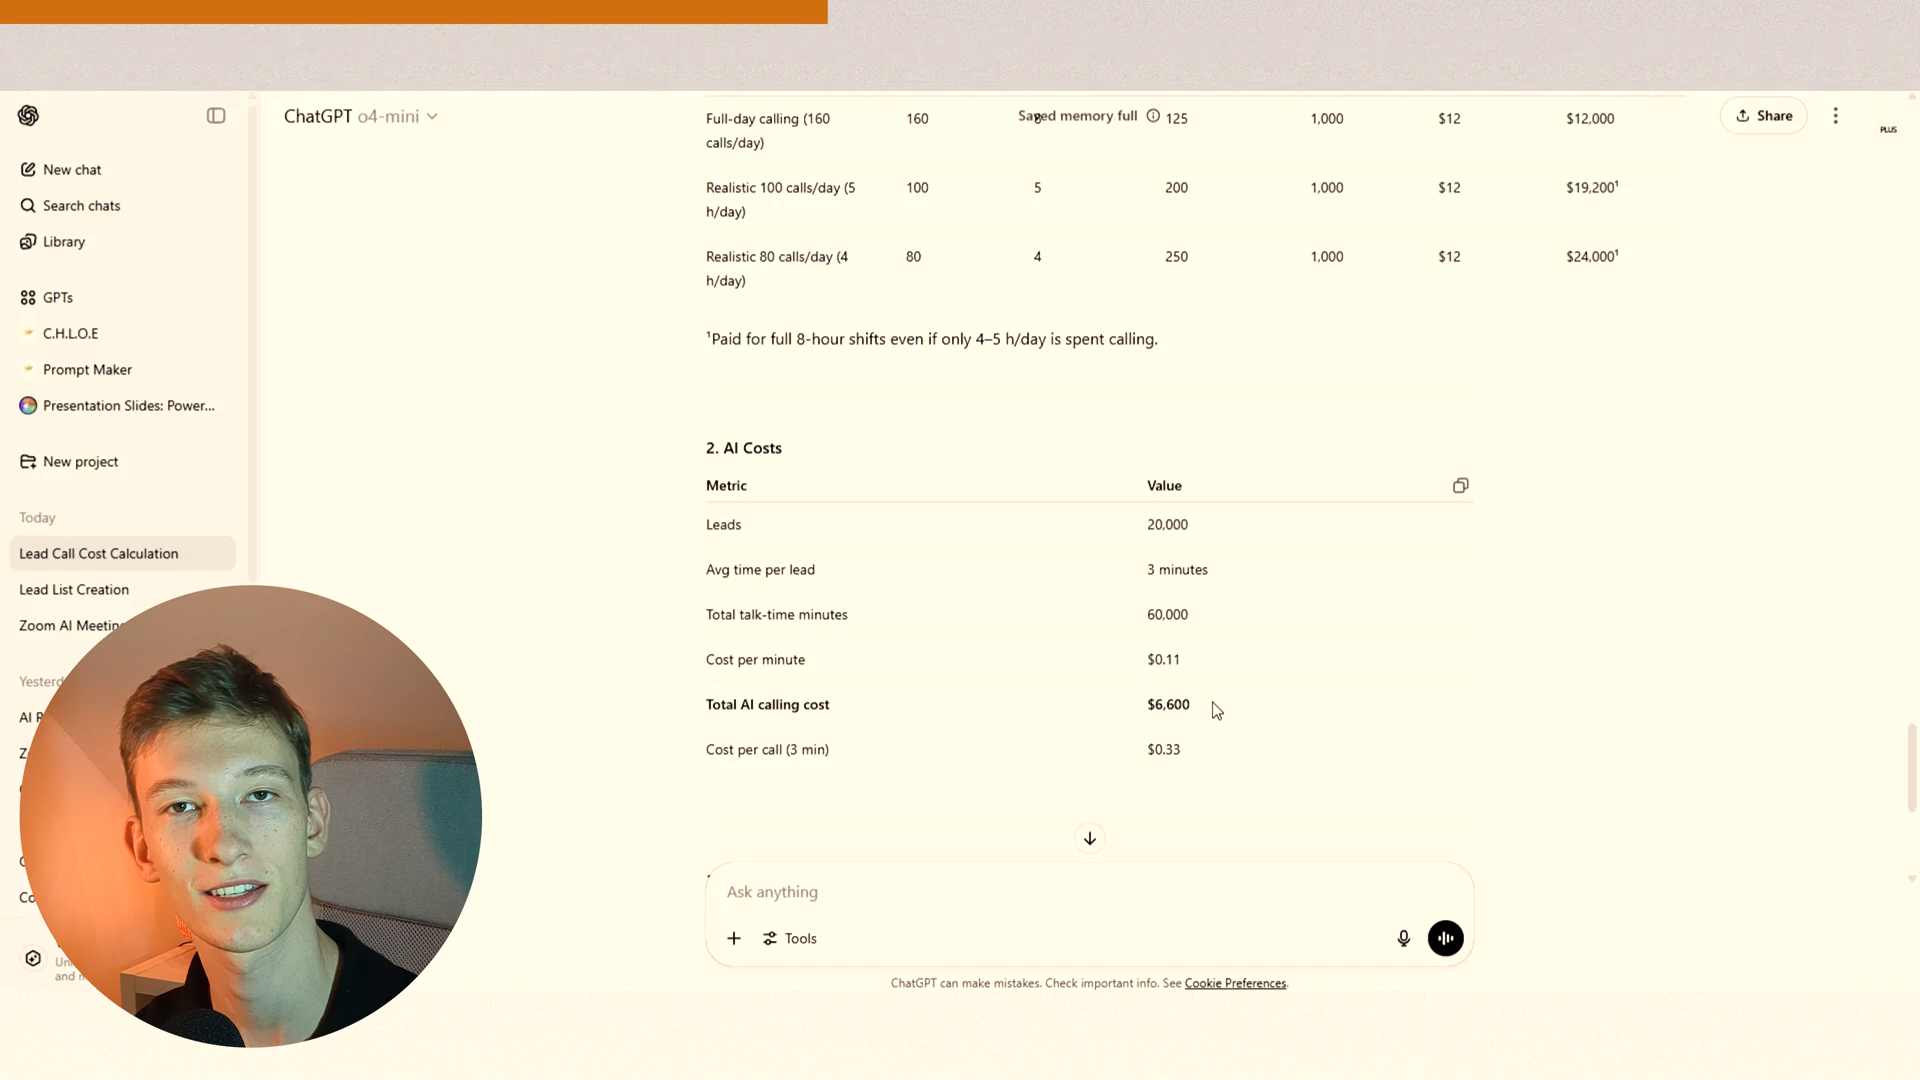 ChatGPT o4-mini
Saved memory full
Share
PLUS
New chat
Search chats
Library
GPTs
C.H.L.O.E
Prompt Maker
Presentation Slides: Power...
New project
Today
Lead Call Cost Calculation
Lead List Creation
Zoom AI Meeting
Full-day calling (160 calls/day) 160 125 1,000 $12 $12,000
Realistic 100 calls/day (5 h/day) 100 5 200 1,000 $12 $19,200¹
Realistic 80 calls/day (4 h/day) 80 4 250 1,000 $12 $24,000¹
¹Paid for full 8-hour shifts even if only 4–5 h/day is spent calling.
2. AI Costs
Metric Value
Leads 20,000
Avg time per lead 3 minutes
Total talk-time minutes 60,000
Cost per minute $0.11
Total AI calling cost $6,600
Cost per call (3 min) $0.33
Ask anything
Tools
ChatGPT can make mistakes. Check important info. See Cookie Preferences.